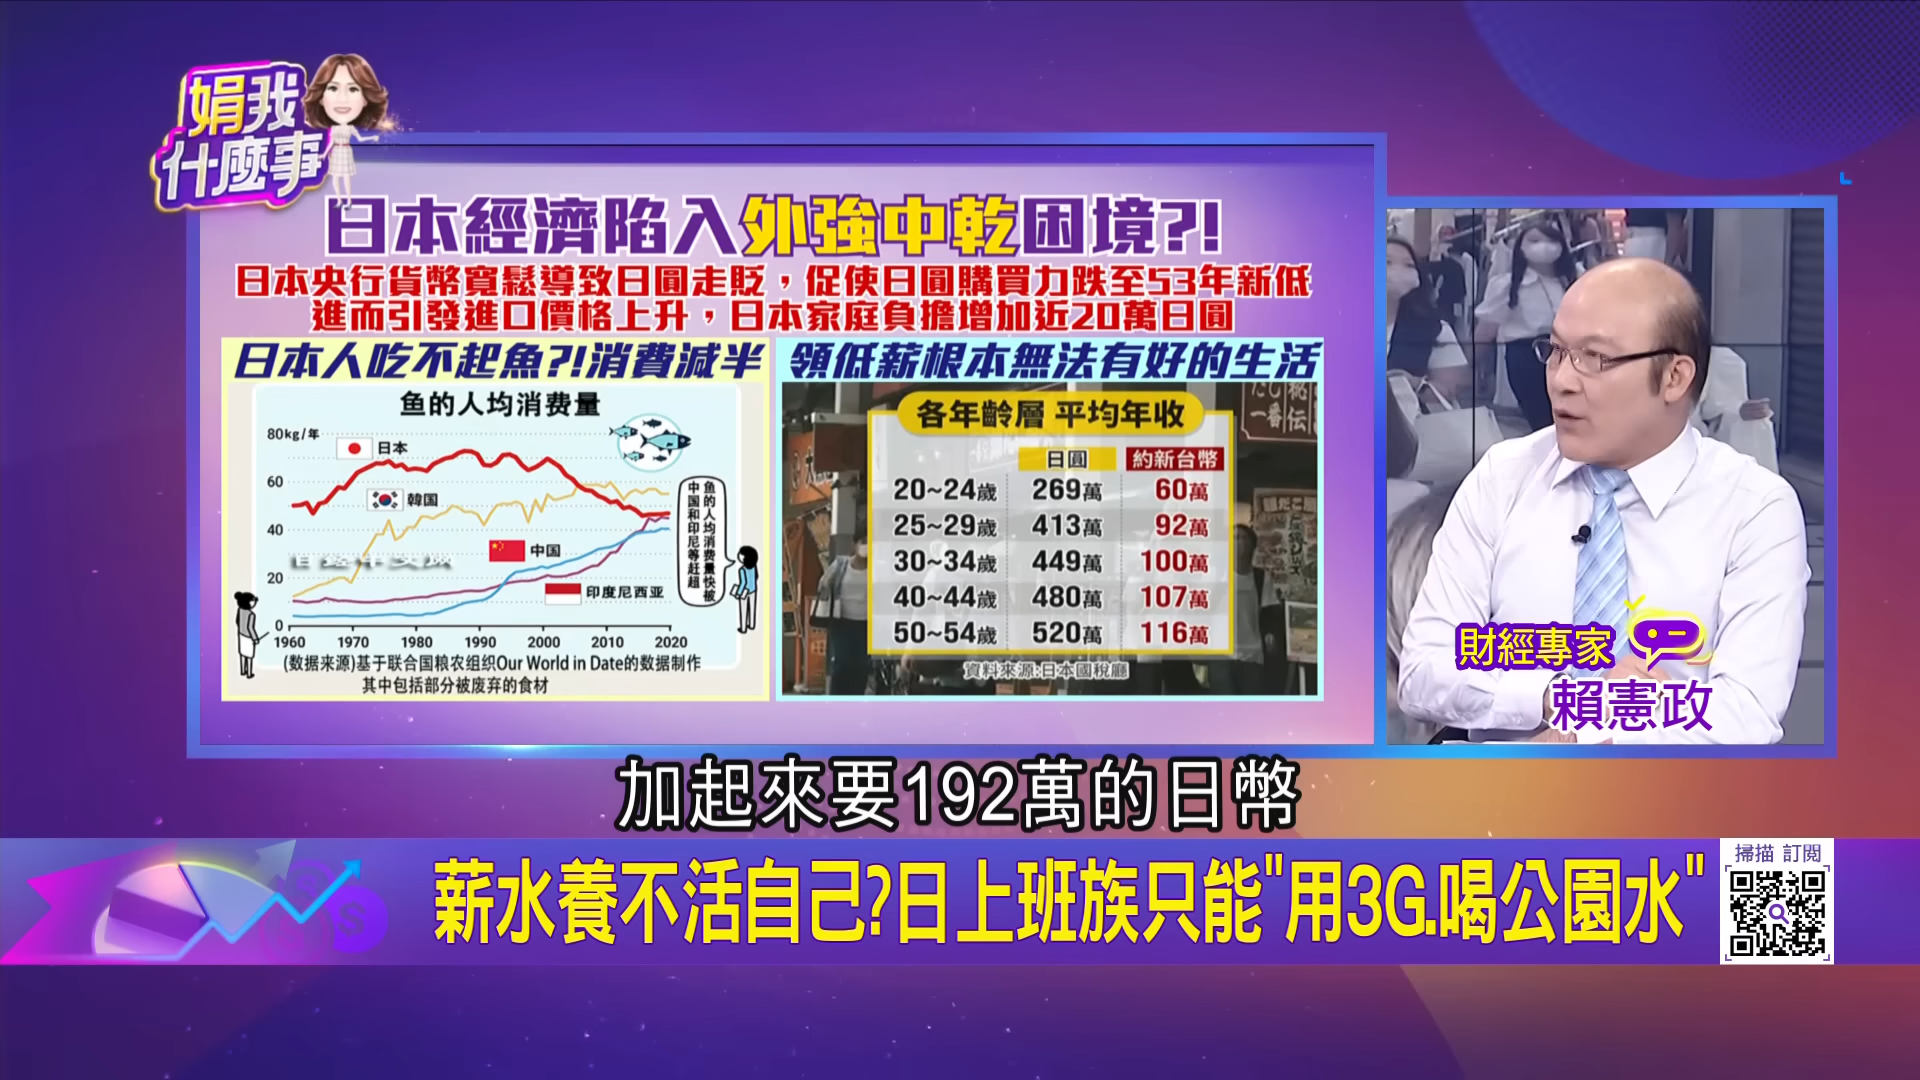 娟我
什麼事
日本經濟陷入外強中乾困境?!
日本央行貨幣寬鬆導致日圓走貶，促使日圓購買力跌至53年新低
進而引發進口價格上升，日本家庭負擔增加近20萬日圓
日本人吃不起魚?!消費減半
鱼的人均消费量
80kg/年
60
40
20
0
日本
韓国
中国
印度尼西亚
鱼的人均消费量快被
中国和印尼等赶超
1960 1970 1980 1990 2000 2010 2020
(数据来源)基于联合国粮农组织Our World in Date的数据制作
其中包括部分被废弃的食材
領低薪根本無法有好的生活
各年齡層 平均年收
日圓 約新台幣
20~24歲 269萬 60萬
25~29歲 413萬 92萬
30~34歲 449萬 100萬
40~44歲 480萬 107萬
50~54歲 520萬 116萬
資料來源:日本國稅廳
一番
秘伝
財經專家
賴憲政
加起來要192萬的日幣
薪水養不活自己?日上班族只能"用3G.喝公園水"
掃描 訂閱